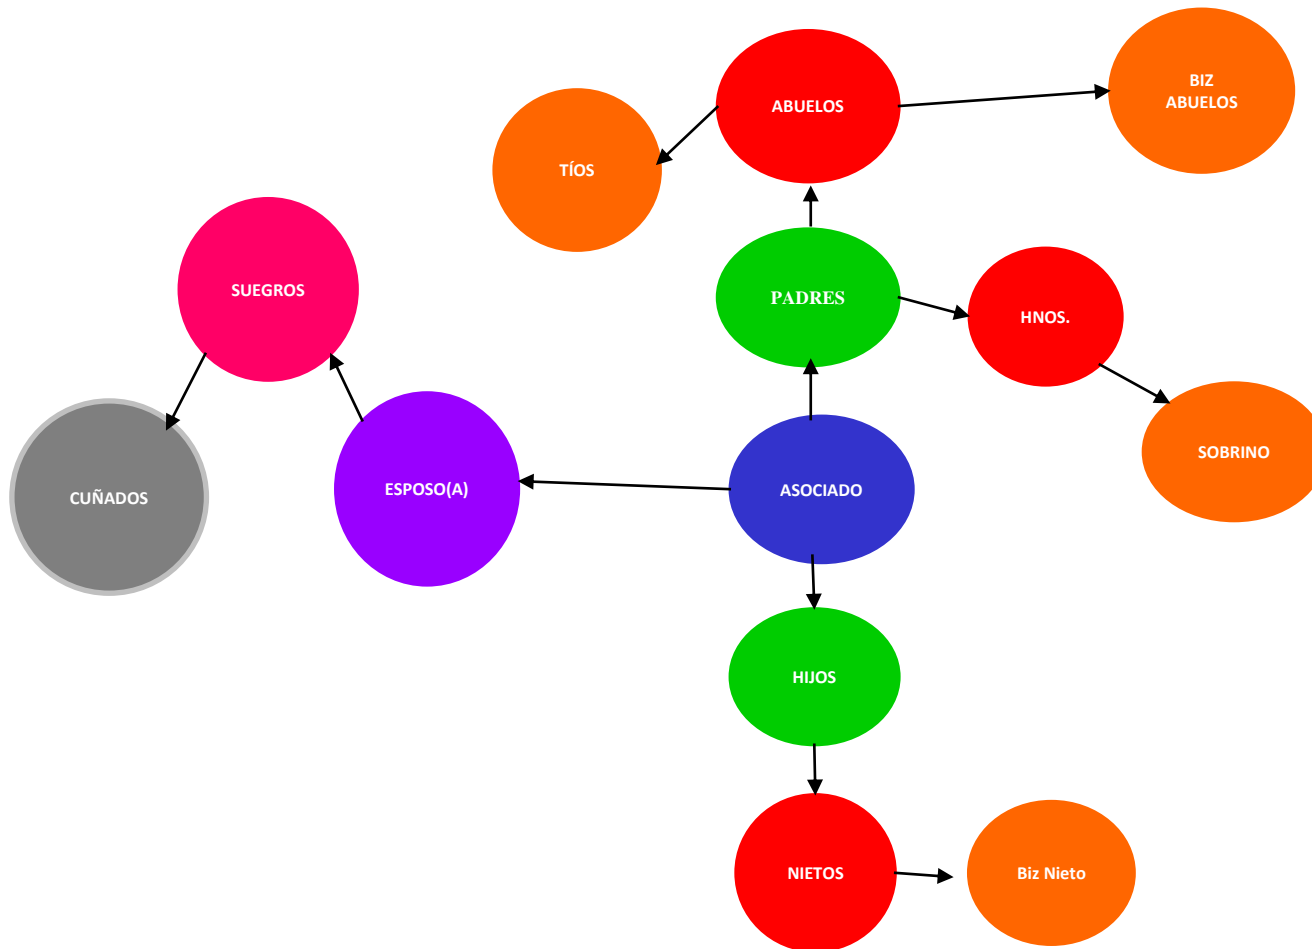 BIZ
ABUELOS
ABUELOS
TÍOS
SUEGROS
PADRES
HNOS.
SOBRINO
CUÑADOS
ESPOSO(A)
ASOCIADO
HIJOS
NIETOS
Biz Nieto